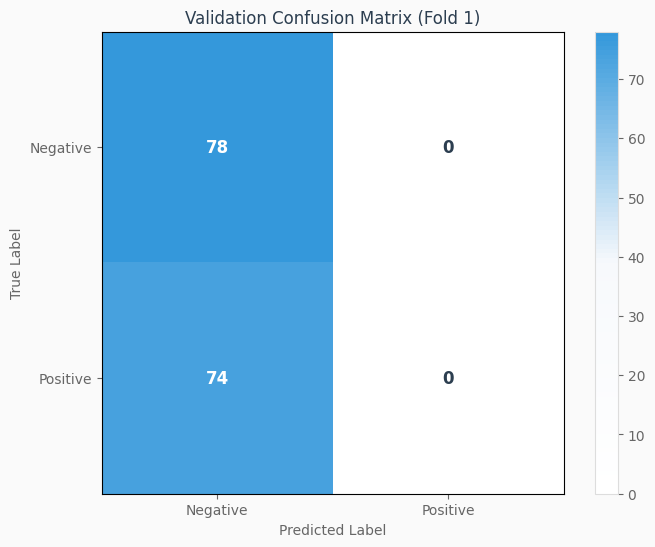 Validation Confusion Matrix (Fold 1)
True Label
Negative
78
0
Positive
74
0
Negative
Positive
Predicted Label
70
60
50
40
30
20
10
0